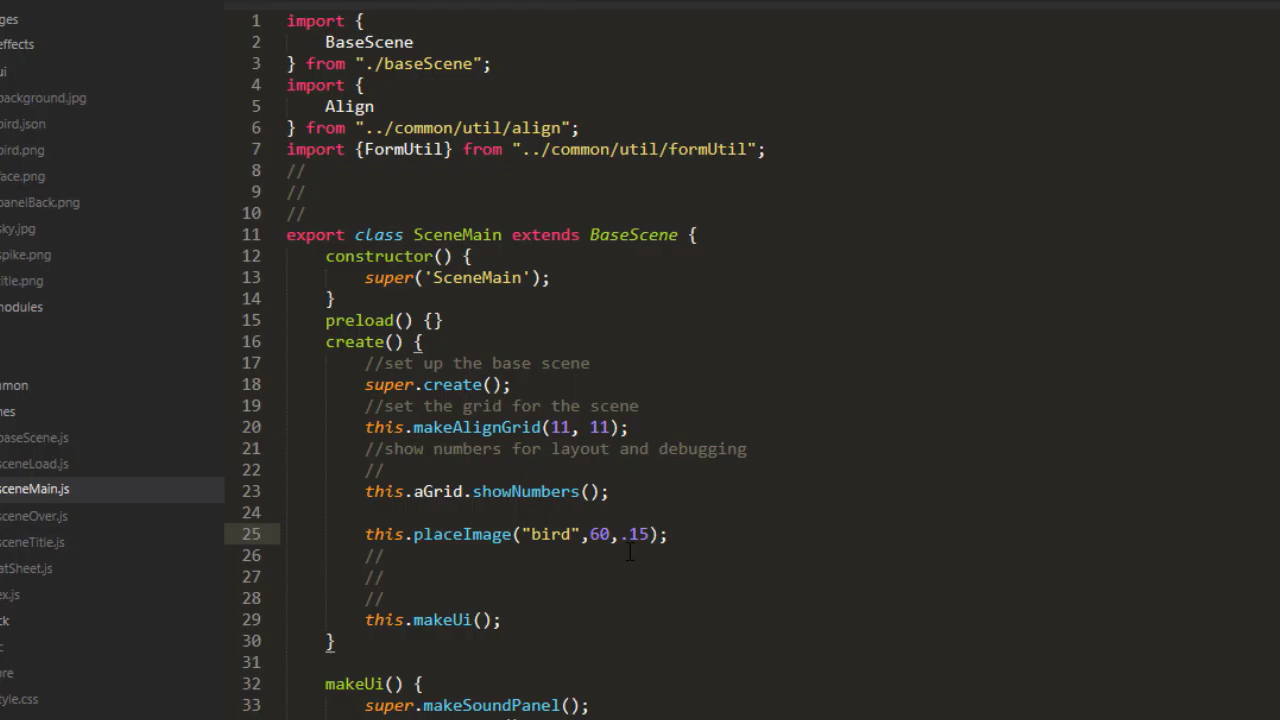 ges
effects
ui
background.jpg
bird.json
bird.png
face.png
panelBack.png
sky.jpg
spike.png
title.png
modules
mmon
nes
baseScene.js
sceneLoad.js
sceneMain.js
sceneOver.js
sceneTitle.js
atSheet.js
ex.js
ck
c
ure
tyle.css
1 import {
2 BaseScene
3 } from "./baseScene";
4 import {
5 Align
6 } from "../common/util/align";
7 import {FormUtil} from "../common/util/formUtil";
8 //
9 //
10 //
11 export class SceneMain extends BaseScene {
12 constructor() {
13 super('SceneMain');
14 }
15 preload() {}
16 create() {
17 //set up the base scene
18 super.create();
19 //set the grid for the scene
20 this.makeAlignGrid(11, 11);
21 //show numbers for layout and debugging
22 //
23 this.aGrid.showNumbers();
24
25 this.placeImage("bird",60,.15);
26 //
27 //
28 //
29 this.makeUi();
30 }
31
32 makeUi() {
33 super.makeSoundPanel();